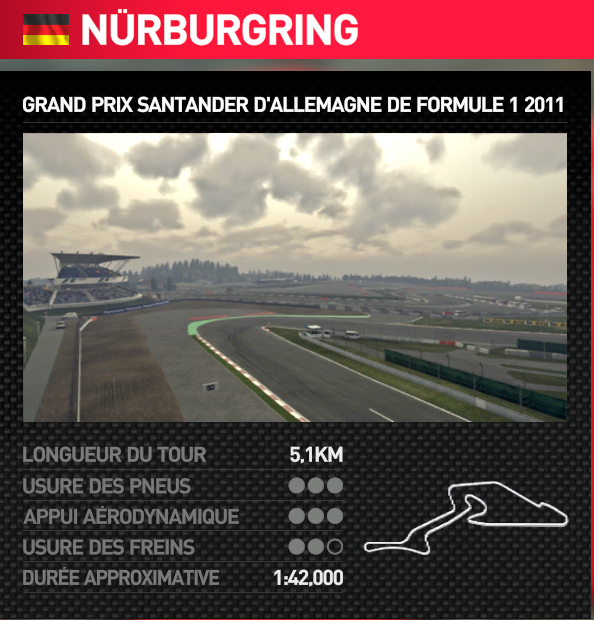 NÜRBURGRING
GRAND PRIX SANTANDER D'ALLEMAGNE DE FORMULE 1 2011
LONGUEUR DU TOUR 5,1KM
USURE DES PNEUS
APPUI AÉRODYNAMIQUE
USURE DES FREINS
DURÉE APPROXIMATIVE 1:42,000